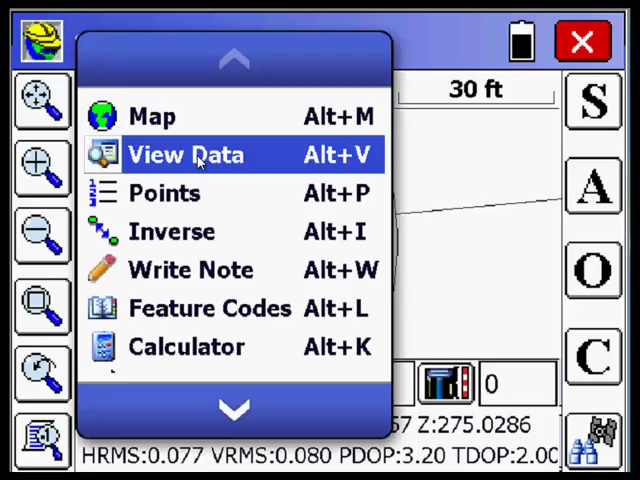 30 ft
Map Alt+M
View Data Alt+V
Points Alt+P
Inverse Alt+I
Write Note Alt+W
Feature Codes Alt+L
Calculator Alt+K
S
A
O
C
0
57 Z:275.0286
HRMS:0.077 VRMS:0.080 PDOP:3.20 TDOP:2.00